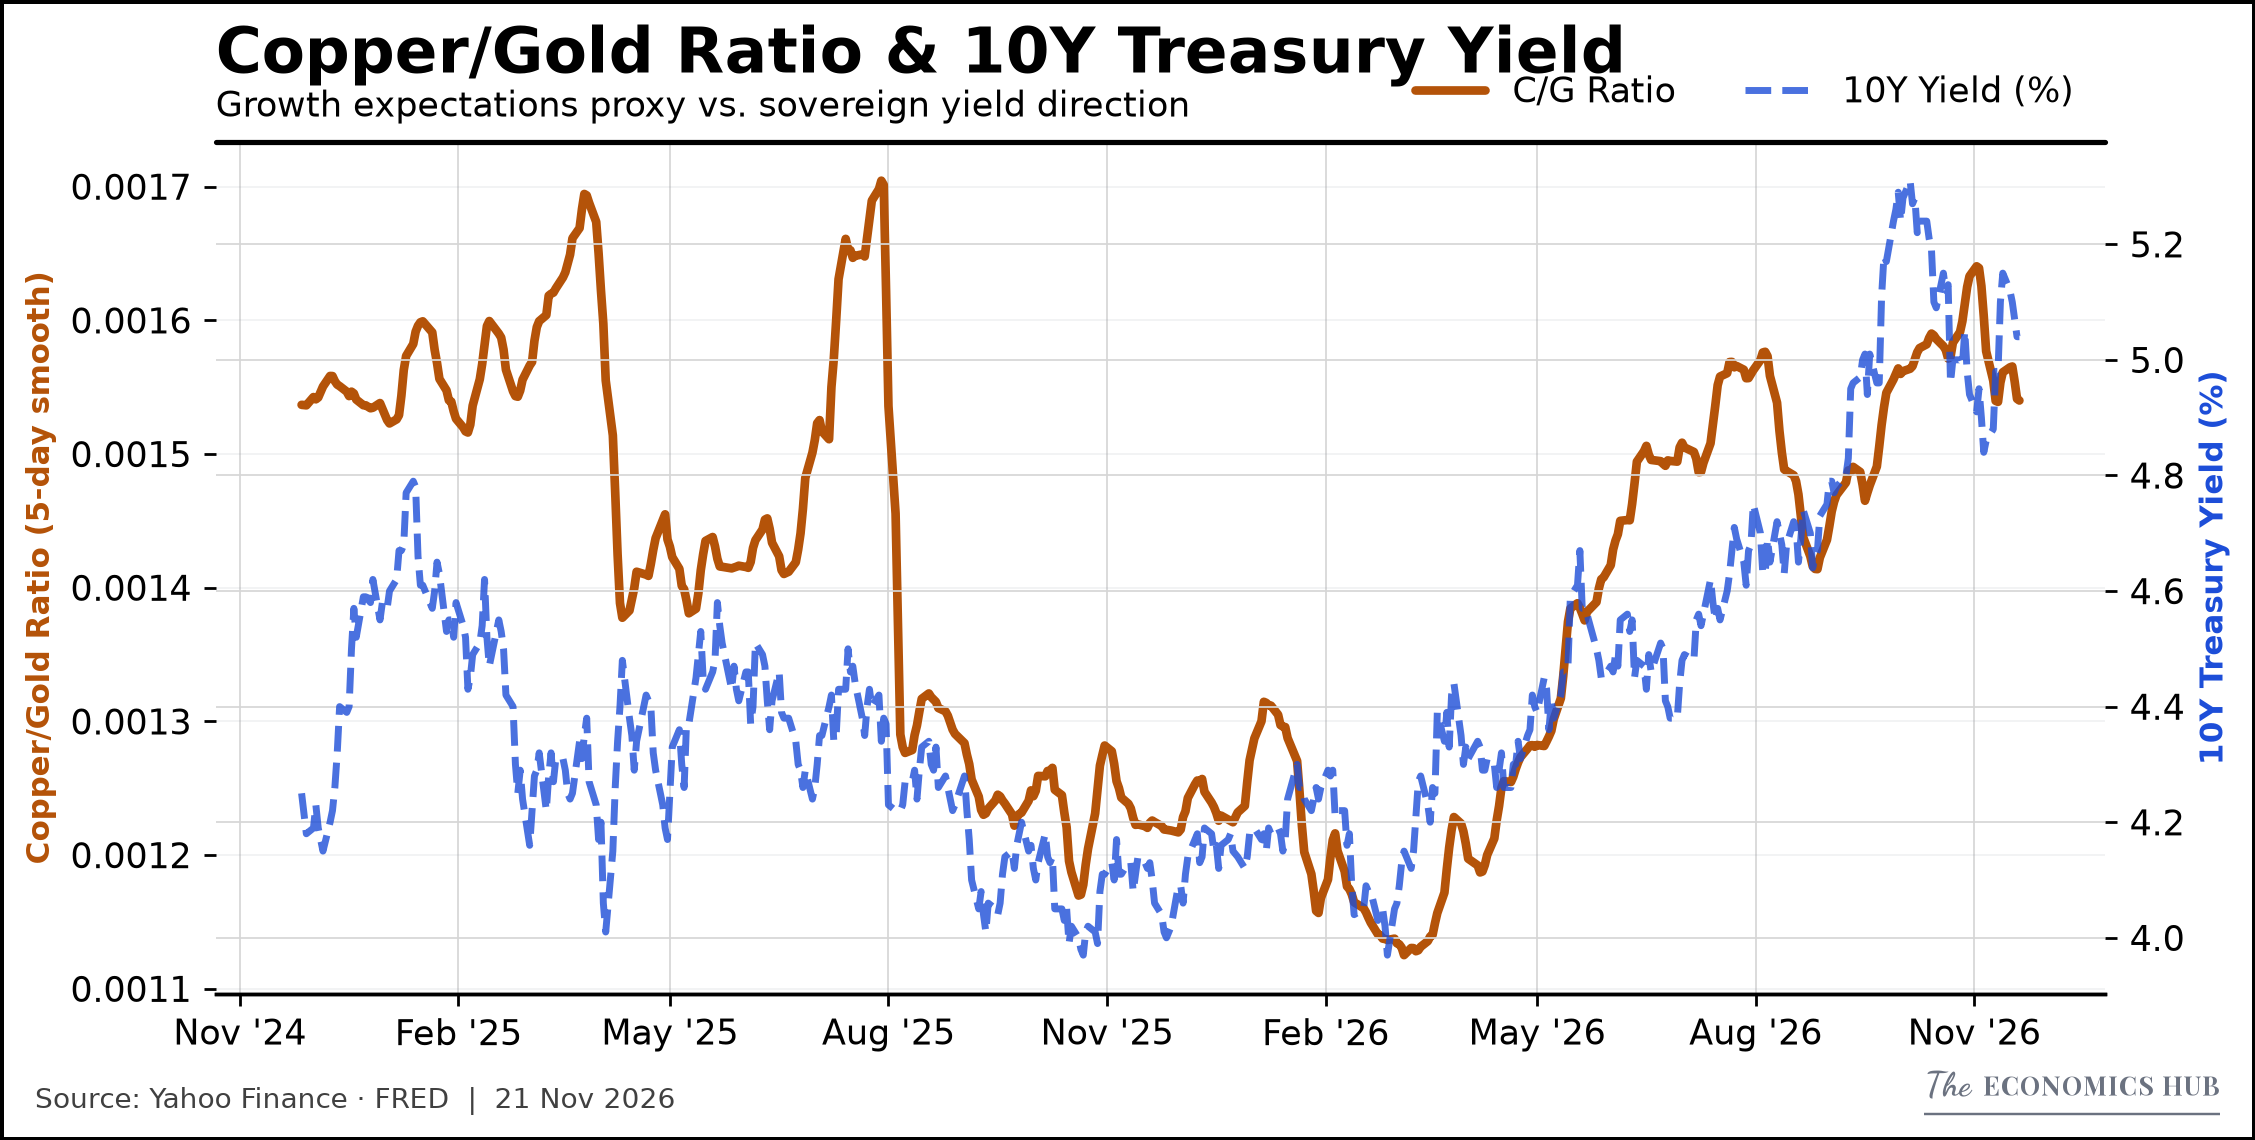 Copper/Gold Ratio & 10Y Treasury Yield
Growth expectations proxy vs. sovereign yield direction
C/G Ratio
10Y Yield (%)
Copper/Gold Ratio (5-day smooth)
0.0017
0.0016
0.0015
0.0014
0.0013
0.0012
0.0011
5.2
5.0
4.8
4.6
4.4
4.2
4.0
10Y Treasury Yield (%)
Nov '24
Feb '25
May '25
Aug '25
Nov '25
Feb '26
May '26
Aug '26
Nov '26
Source: Yahoo Finance · FRED | 21 Nov 2026
The ECONOMICS HUB